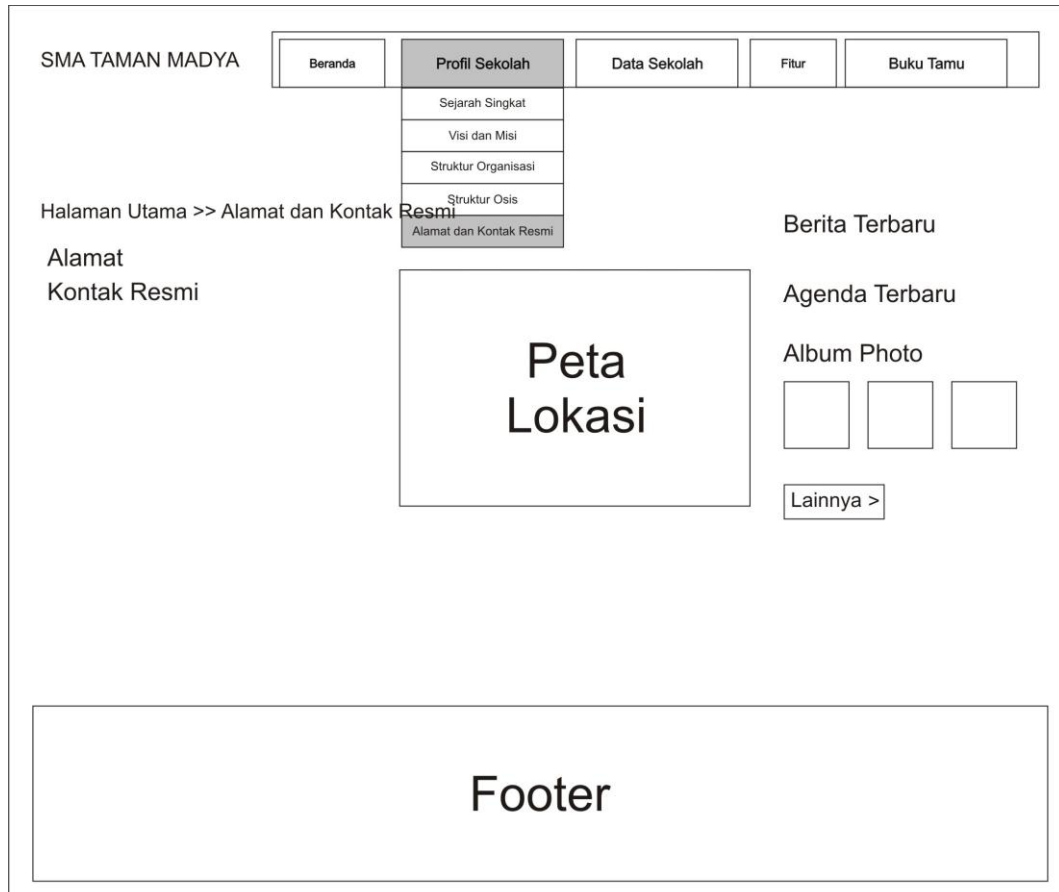 SMA TAMAN MADYA
Beranda
Profil Sekolah
Data Sekolah
Fitur
Buku Tamu
Sejarah Singkat
Visi dan Misi
Struktur Organisasi
Struktur Osis
Alamat dan Kontak Resmi
Halaman Utama >> Alamat dan Kontak Resmi
Alamat
Kontak Resmi
Peta
Lokasi
Berita Terbaru
Agenda Terbaru
Album Photo
Lainnya >
Footer